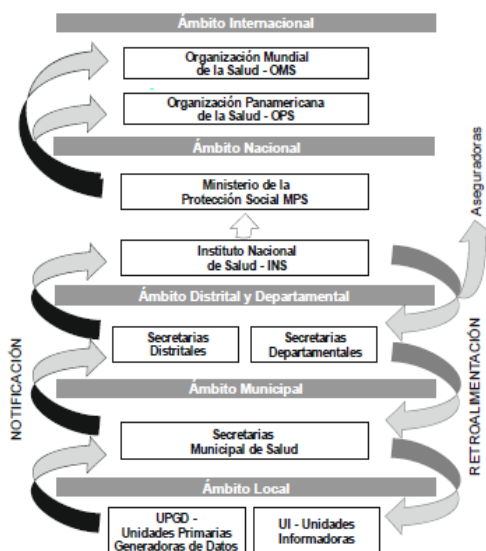 Ámbito Internacional
Organización Mundial
de la Salud - OMS
Organización Panamericana
de la Salud - OPS
Ámbito Nacional
Ministerio de la
Protección Social MPS
Instituto Nacional
de Salud - INS
Ámbito Distrital y Departamental
Secretarias
Distritales
Secretarias
Departamentales
Ámbito Municipal
Secretarias
Municipal de Salud
Ámbito Local
UPGD -
Unidades Primarias
Generadoras de Datos
UI - Unidades
Informadoras
NOTIFICACIÓN
Aseguradoras
RETROALIMENTACIÓN